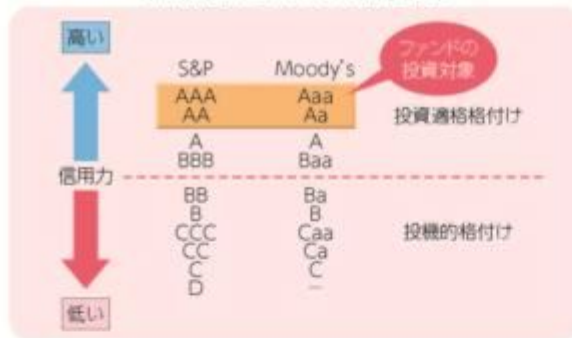 高い
ファンドの
投資対象
S&P Moody's
AAA Aaa
AA Aa
投資適格格付け
A A
BBB Baa
信用力
BB Ba
B B
CCC Caa
投機的格付け
CC Ca
C C
D −
低い